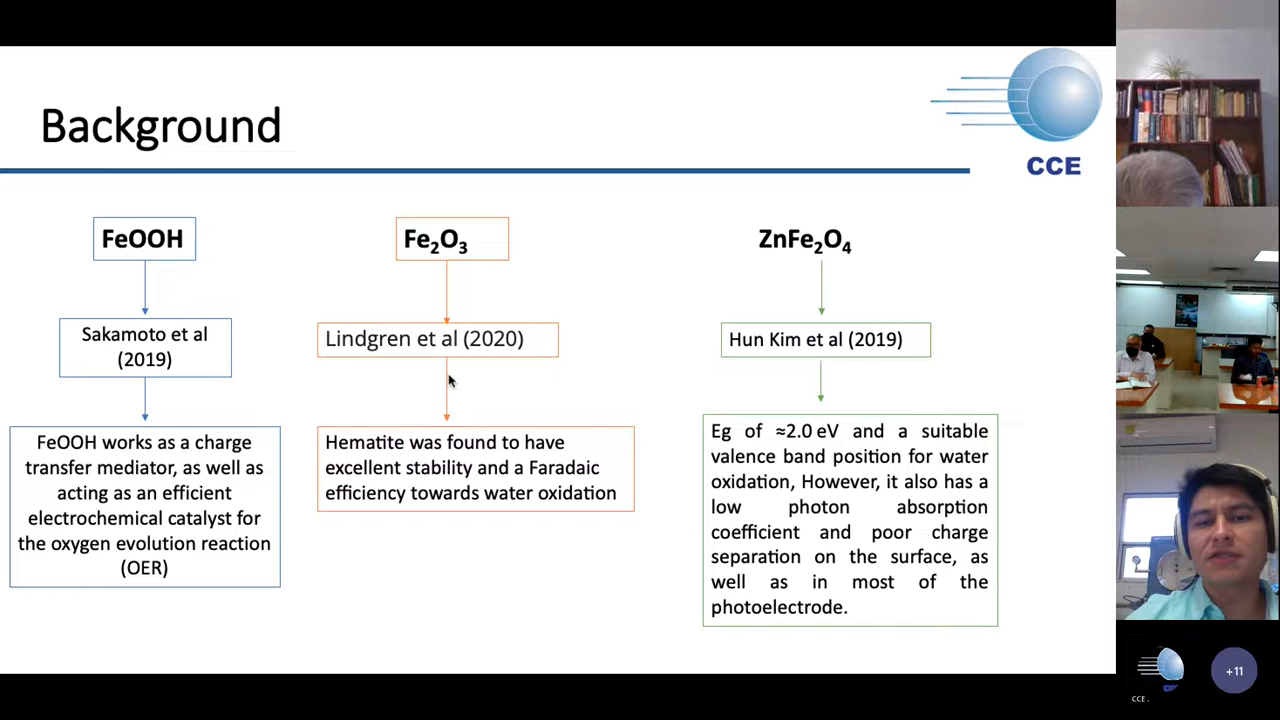 Background
CCE
FeOOH
Sakamoto et al
(2019)
FeOOH works as a charge
transfer mediator, as well as
acting as an efficient
electrochemical catalyst for
the oxygen evolution reaction
(OER)
Fe₂O₃
Lindgren et al (2020)
Hematite was found to have
excellent stability and a Faradaic
efficiency towards water oxidation
ZnFe₂O₄
Hun Kim et al (2019)
Eg of ≈2.0 eV and a suitable
valence band position for water
oxidation, However, it also has a
low photon absorption
coefficient and poor charge
separation on the surface, as
well as in most of the
photoelectrode.
CCE .
+11